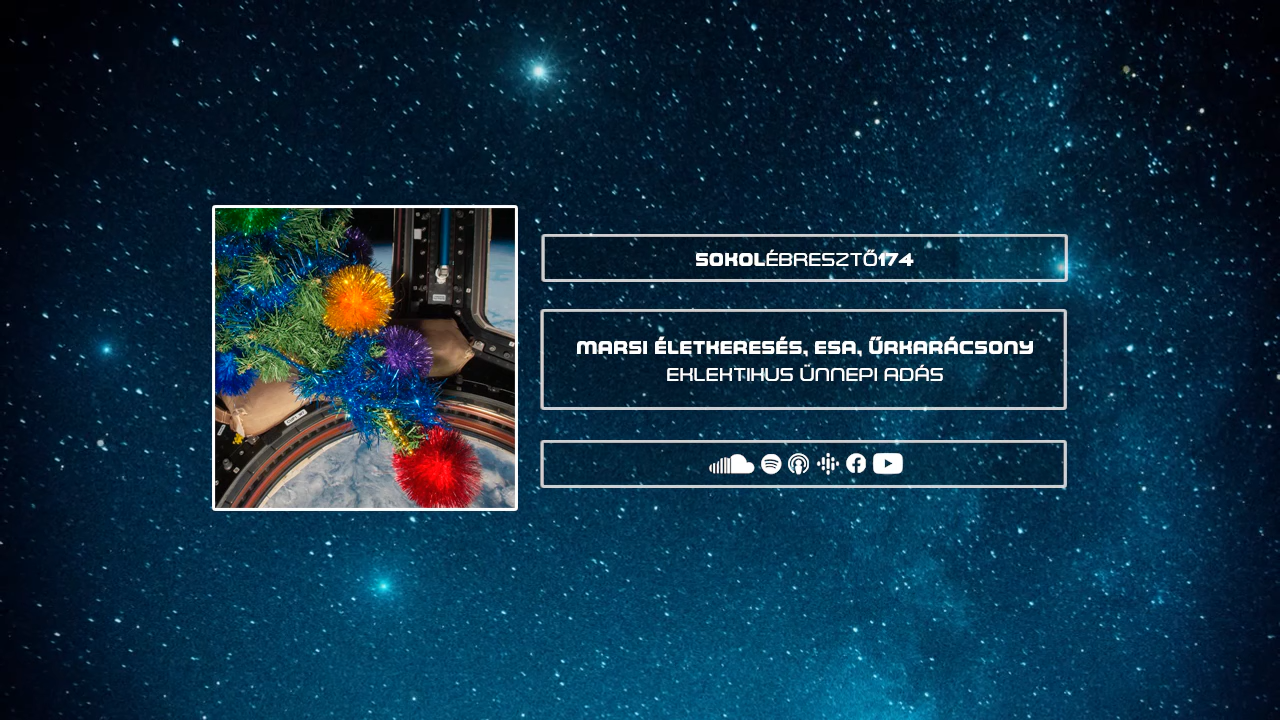 SOKOLÉBRESZTŐ174
MARSI ÉLETKERESÉS, ESA, ŰRKARÁCSONY
EKLEKTIKUS ÜNNEPI ADÁS